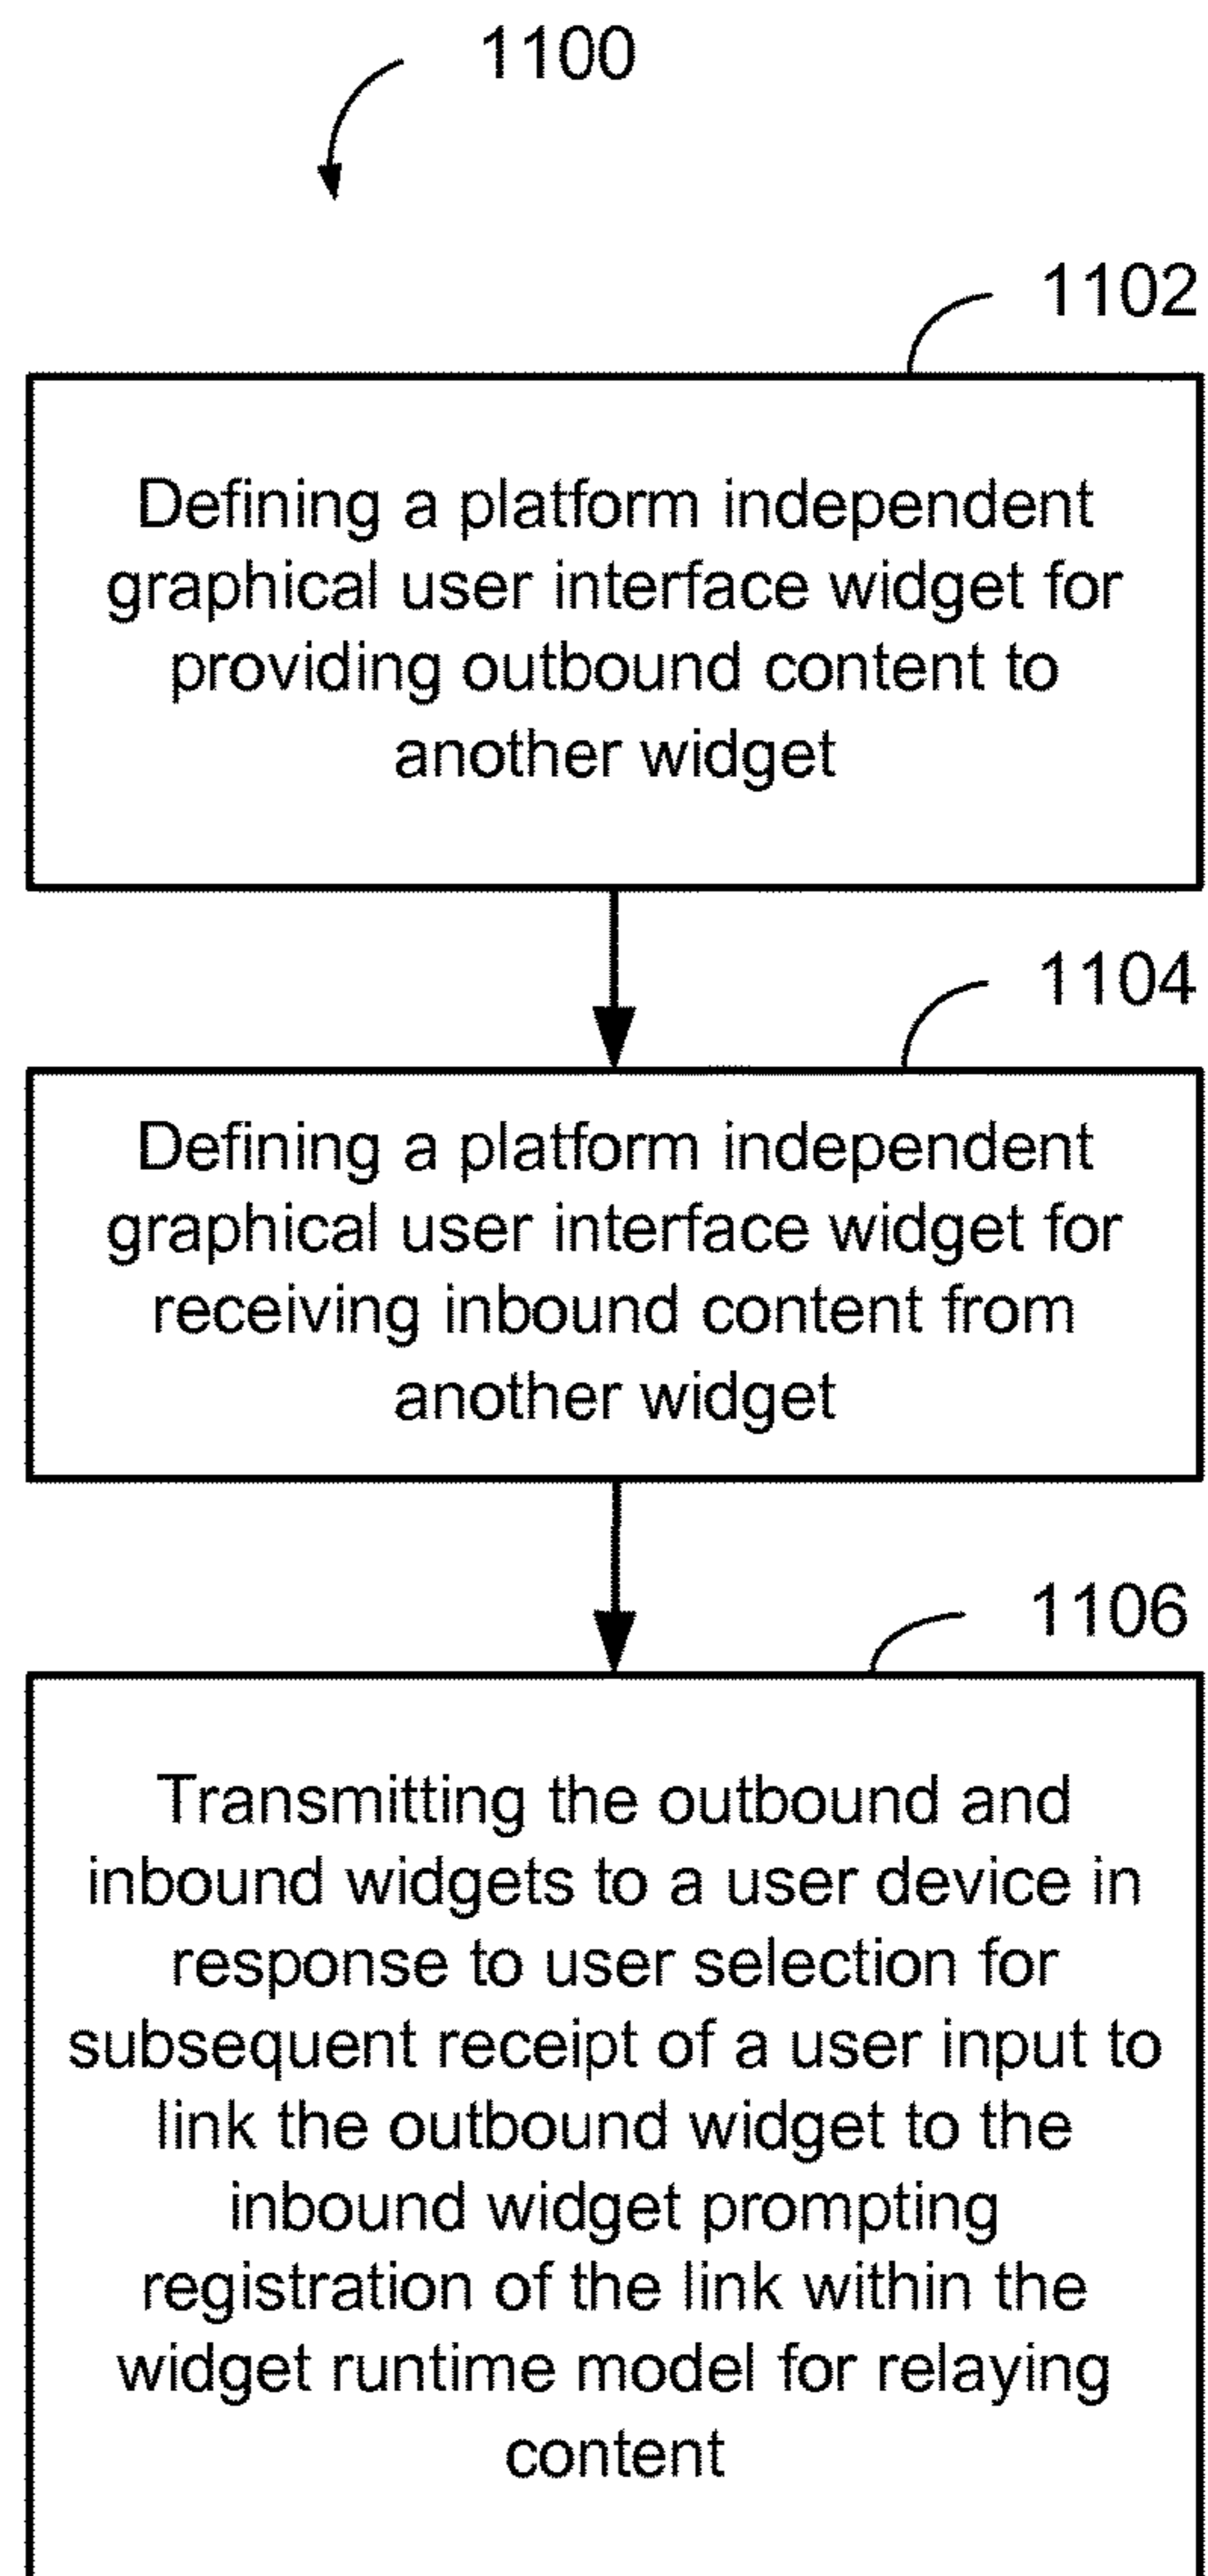 1100
1102
Defining a platform independent
graphical user interface widget for
providing outbound content to
another widget
1104
Defining a platform independent
graphical user interface widget for
receiving inbound content from
another widget
1106
Transmitting the outbound and
inbound widgets to a user device in
response to user selection for
subsequent receipt of a user input to
link the outbound widget to the
inbound widget prompting
registration of the link within the
widget runtime model for relaying
content